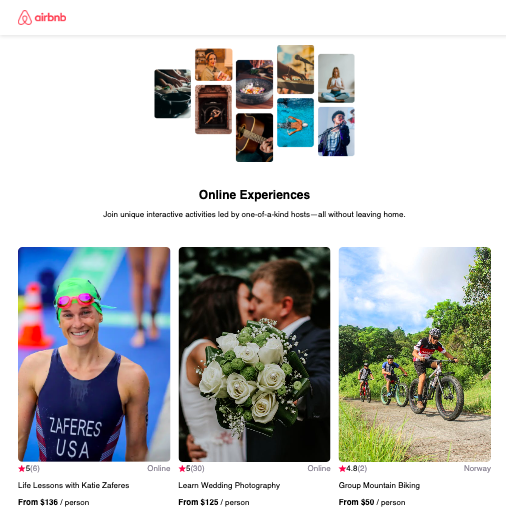 airbnb
Online Experiences
Join unique interactive activities led by one-of-a-kind hosts—all without leaving home.
ZAFERES
USA
5(6) Online
5(30) Online
4.8(2) Norway
Life Lessons with Katie Zaferes
Learn Wedding Photography
Group Mountain Biking
From $136 / person
From $125 / person
From $50 / person